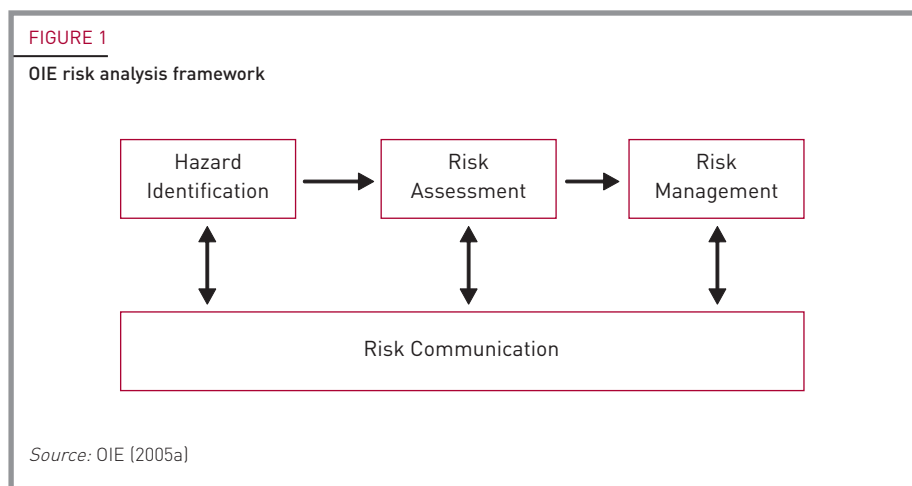 FIGURE 1
OIE risk analysis framework
Hazard
Identification
Risk
Assessment
Risk
Management
Risk Communication
Source: OIE (2005a)